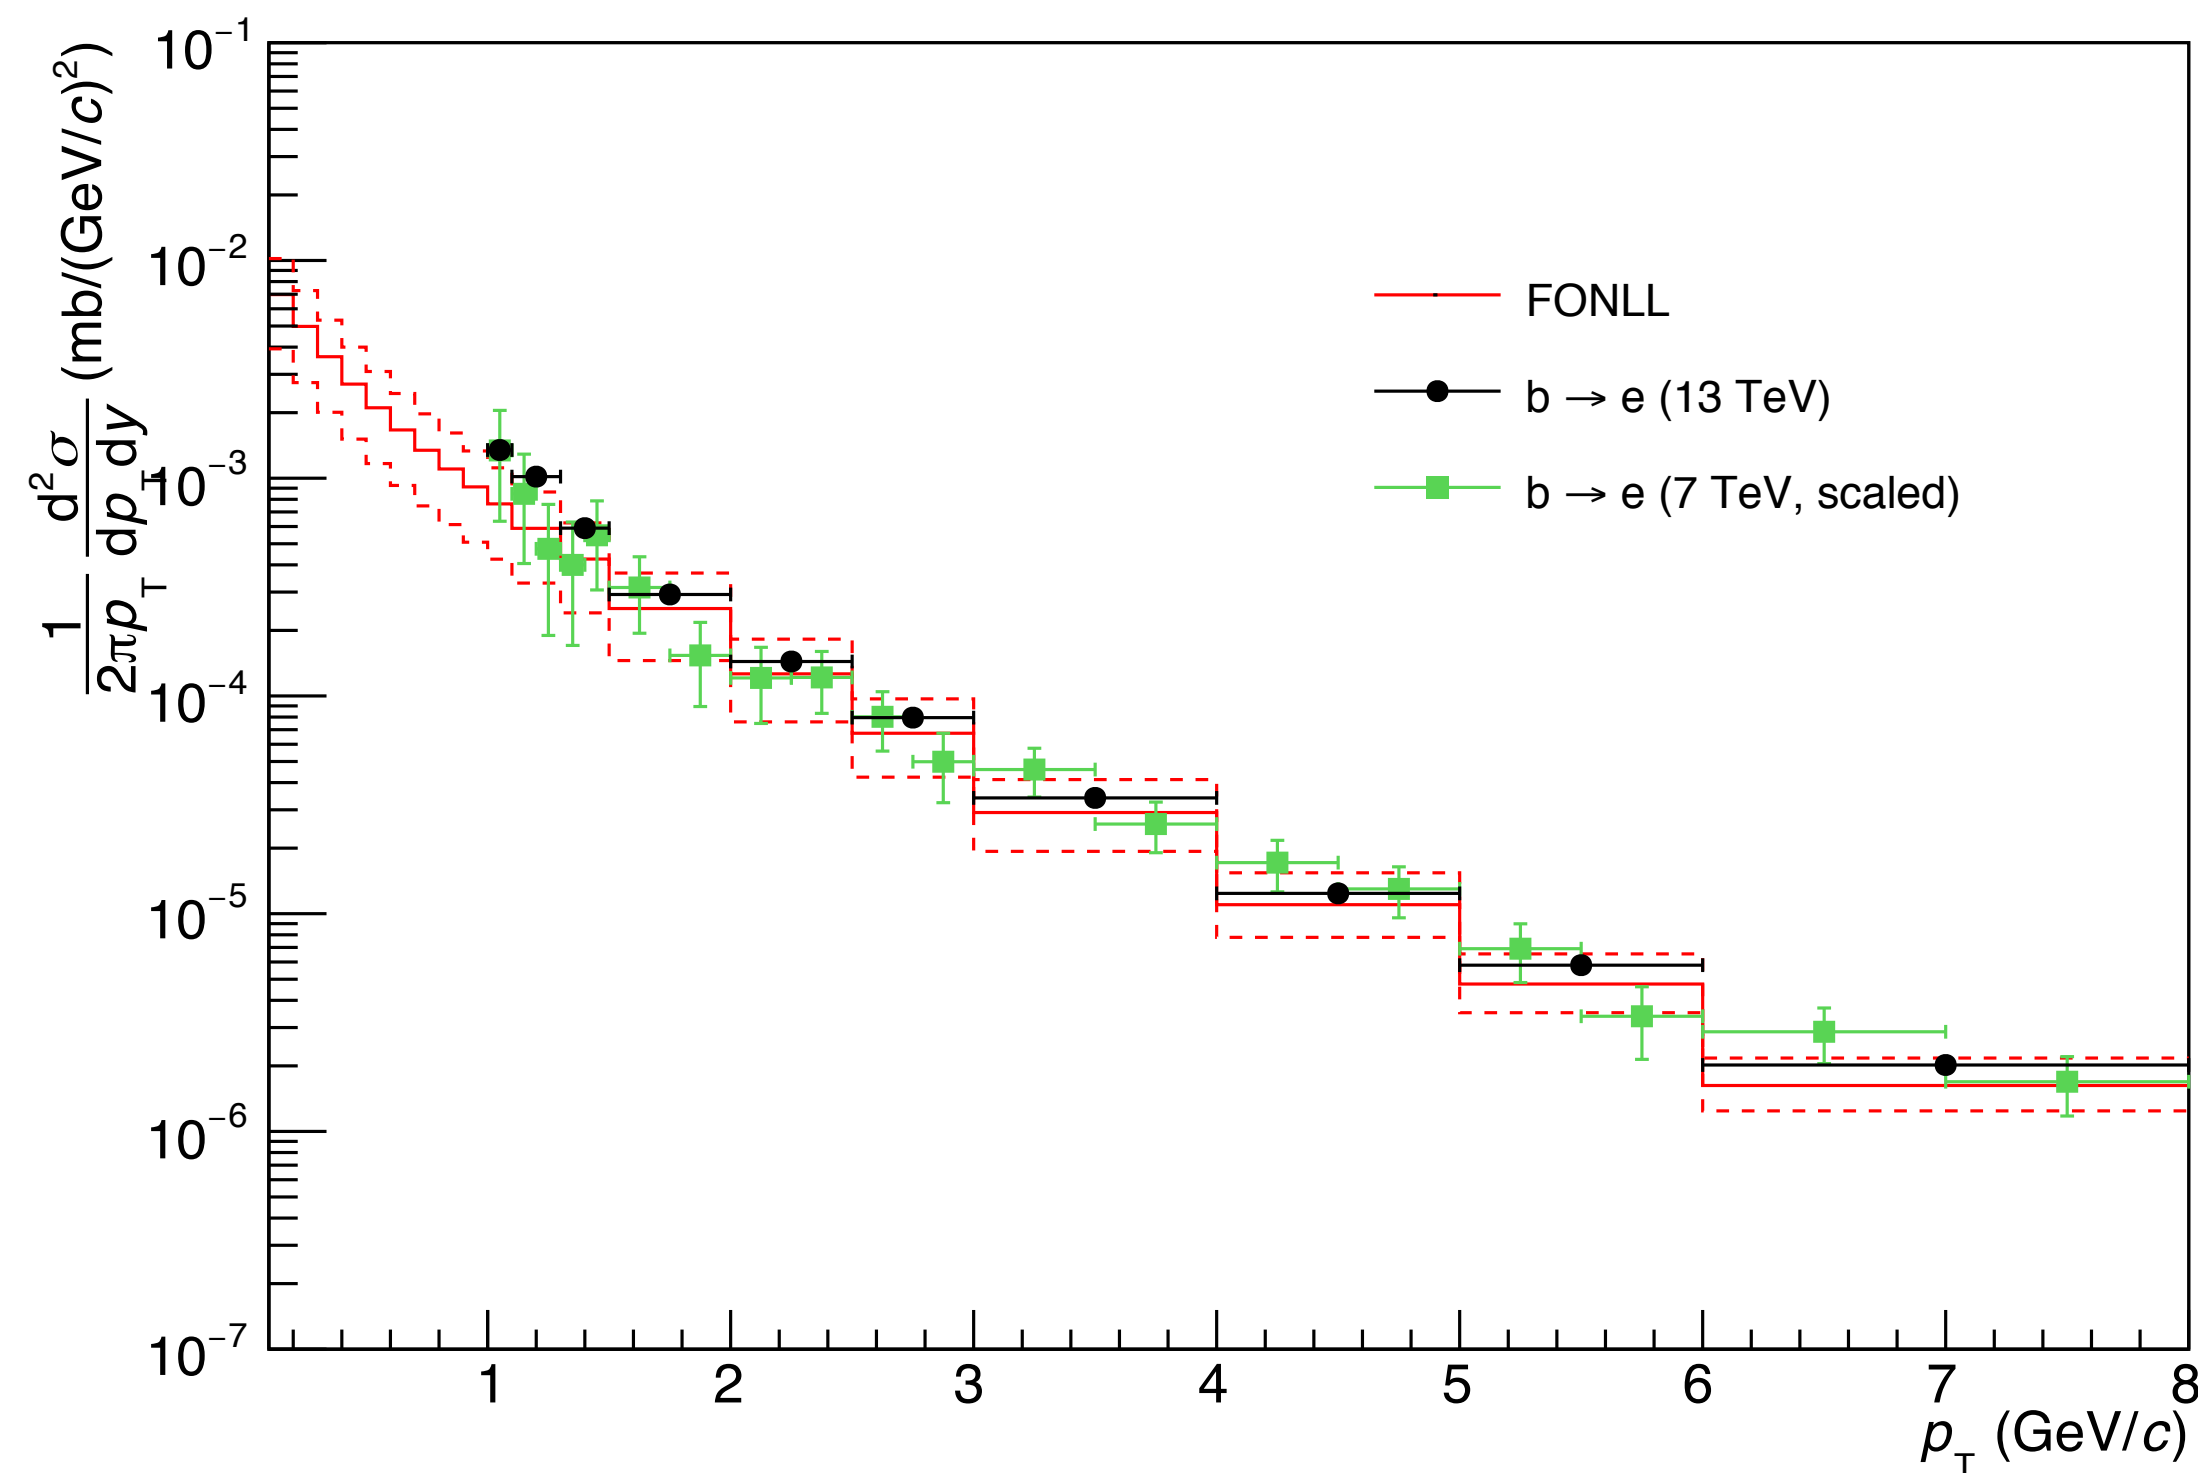 1/2πp_T d²σ/dp_T dy (mb/(GeV/c)²)
10⁻¹
10⁻²
10⁻³
10⁻⁴
10⁻⁵
10⁻⁶
10⁻⁷
FONLL
b → e (13 TeV)
b → e (7 TeV, scaled)
1 2 3 4 5 6 7 8
p_T (GeV/c)